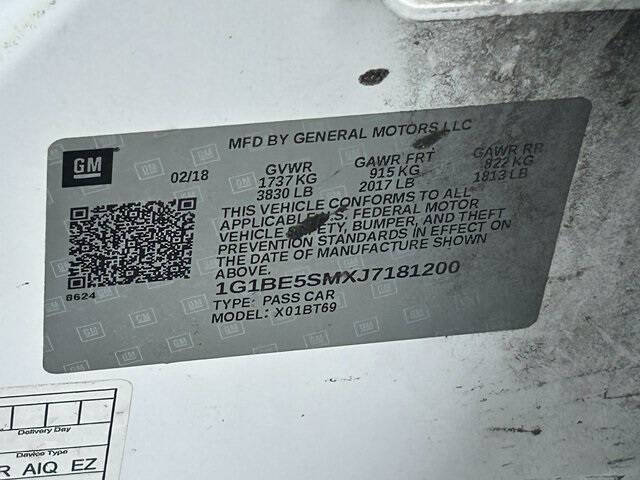 MFD BY GENERAL MOTORS LLC
GM
02/18
GVWR GAWR FRT GAWR RR
1737 KG 915 KG 822 KG
3830 LB 2017 LB 1813 LB
THIS VEHICLE CONFORMS TO ALL
APPLICABLE U.S. FEDERAL MOTOR
VEHICLE SAFETY, BUMPER, AND THEFT
PREVENTION STANDARDS IN EFFECT ON
THE DATE OF MANUFACTURE SHOWN
ABOVE.
8624
1G1BE5SMXJ7181200
TYPE: PASS CAR
MODEL: X01BT69
Delivery Day
Device Type
R AIQ EZ